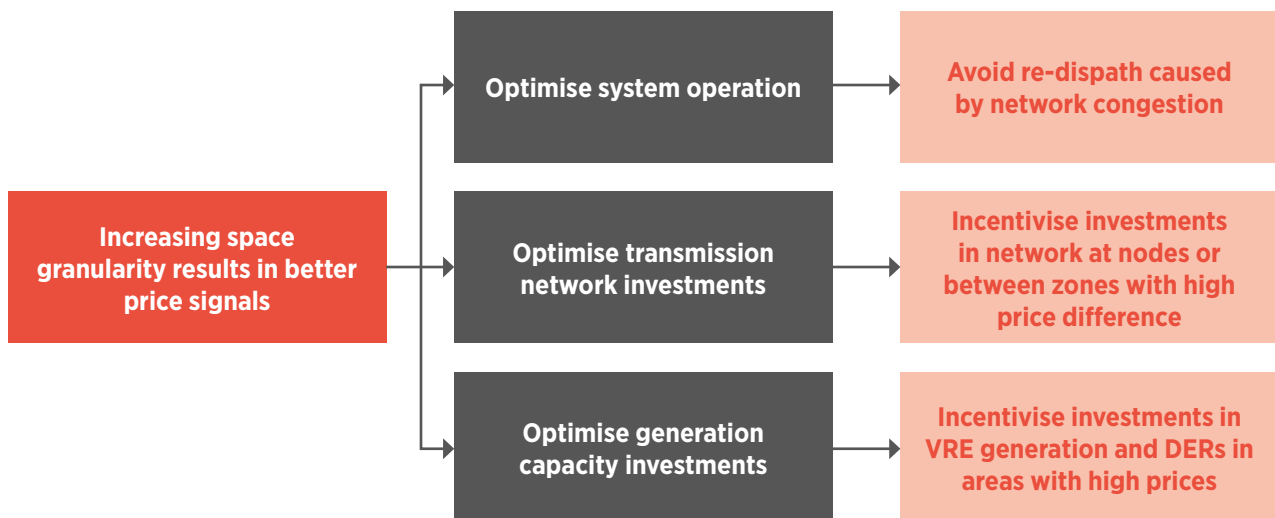 Increasing space
granularity results in better
price signals
Optimise system operation
Avoid re-dispath caused
by network congestion
Optimise transmission
network investments
Incentivise investments
in network at nodes or
between zones with high
price difference
Optimise generation
capacity investments
Incentivise investments in
VRE generation and DERs in
areas with high prices